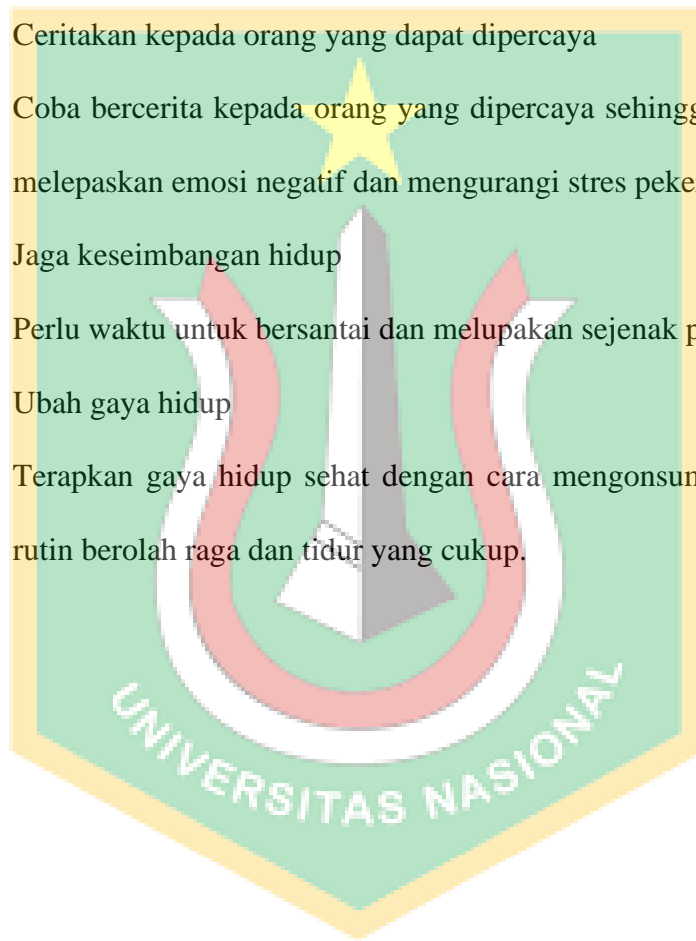 Ceritakan kepada orang yang dapat dipercaya
Coba bercerita kepada orang yang dipercaya sehingg
melepaskan emosi negatif dan mengurangi stres peke
Jaga keseimbangan hidup
Perlu waktu untuk bersantai dan melupakan sejenak p
Ubah gaya hidup
Terapkan gaya hidup sehat dengan cara mengonsum
rutin berolah raga dan tidur yang cukup.
UNIVERSITAS NASIONAL